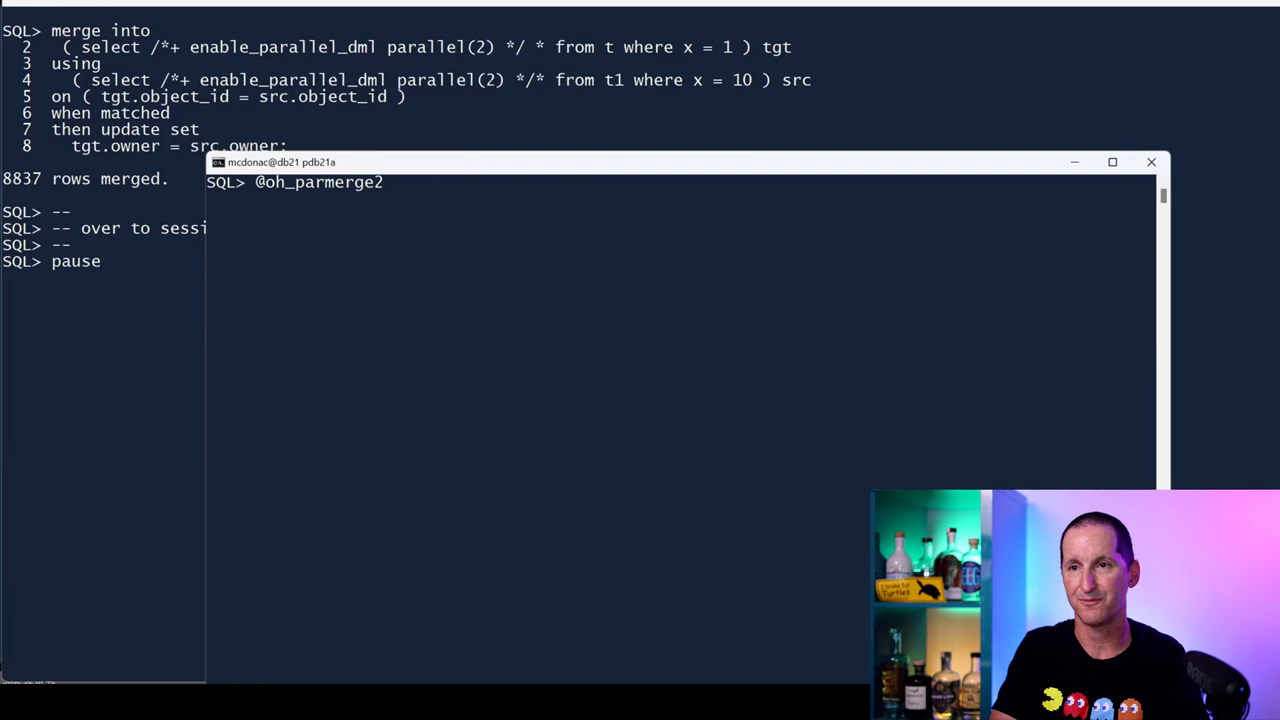 SQL> merge into
2 ( select /*+ enable_parallel_dml parallel(2) */ * from t where x = 1 ) tgt
3 using
4 ( select /*+ enable_parallel_dml parallel(2) */* from t1 where x = 10 ) src
5 on ( tgt.object_id = src.object_id )
6 when matched
7 then update set
8 tgt.owner = src.owner;
8837 rows merged.
SQL> --
SQL> -- over to sessi
SQL> --
SQL> pause
mcdonac@db21 pdb21a
SQL> @oh_parmerge2
I brake for
Turtles